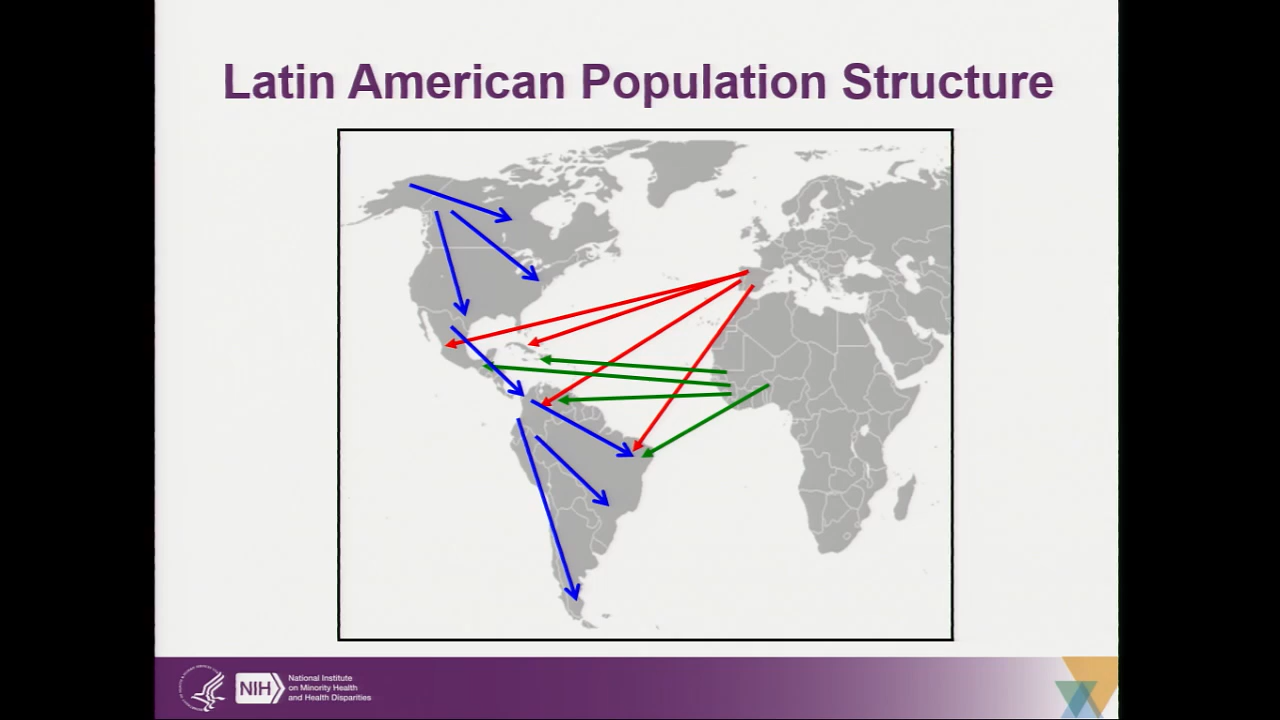 Latin American Population Structure
NIH
National Institute
on Minority Health
and Health Disparities